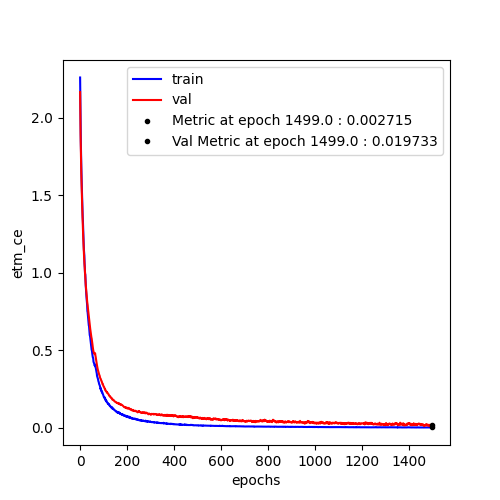 train
val
Metric at epoch 1499.0 : 0.002715
Val Metric at epoch 1499.0 : 0.019733
2.0
1.5
1.0
0.5
0.0
etm_ce
0 200 400 600 800 1000 1200 1400
epochs